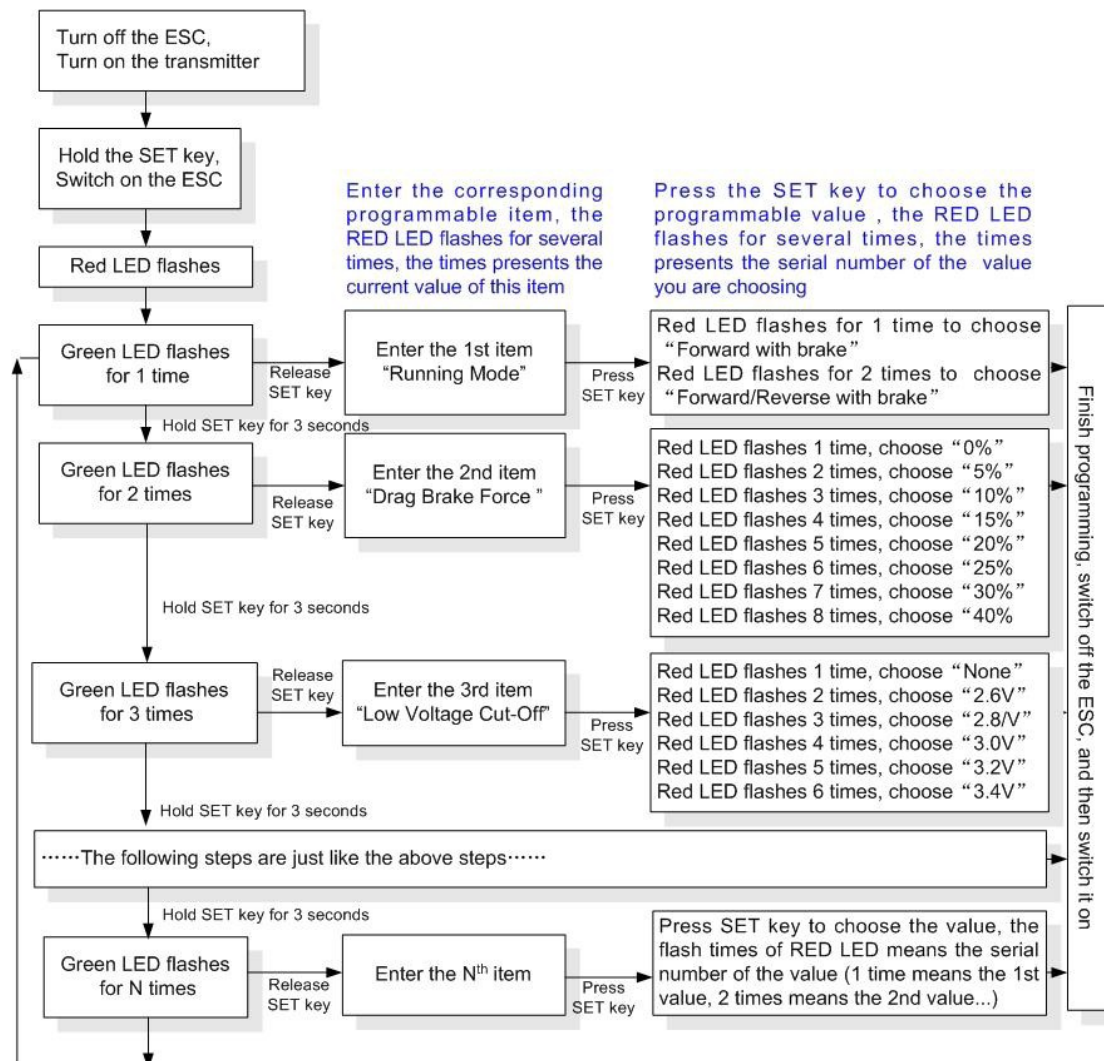 Turn off the ESC,
Turn on the transmitter
Hold the SET key,
Switch on the ESC
Red LED flashes
Enter the corresponding
programmable item, the
RED LED flashes for several
times, the times presents the
current value of this item
Press the SET key to choose the
programmable value , the RED LED
flashes for several times, the times
presents the serial number of the value
you are choosing
Green LED flashes
for 1 time
Release
SET key
Enter the 1st item
“Running Mode”
Press
SET key
Red LED flashes for 1 time to choose
“Forward with brake”
Red LED flashes for 2 times to choose
“Forward/Reverse with brake”
Hold SET key for 3 seconds
Green LED flashes
for 2 times
Release
SET key
Enter the 2nd item
“Drag Brake Force ”
Press
SET key
Red LED flashes 1 time, choose “0%”
Red LED flashes 2 times, choose “5%”
Red LED flashes 3 times, choose “10%”
Red LED flashes 4 times, choose “15%”
Red LED flashes 5 times, choose “20%”
Red LED flashes 6 times, choose “25%
Red LED flashes 7 times, choose “30%”
Red LED flashes 8 times, choose “40%
Hold SET key for 3 seconds
Green LED flashes
for 3 times
Release
SET key
Enter the 3rd item
“Low Voltage Cut-Off”
Press
SET key
Red LED flashes 1 time, choose “None”
Red LED flashes 2 times, choose “2.6V”
Red LED flashes 3 times, choose “2.8/V”
Red LED flashes 4 times, choose “3.0V”
Red LED flashes 5 times, choose “3.2V”
Red LED flashes 6 times, choose “3.4V”
Hold SET key for 3 seconds
······The following steps are just like the above steps······
Hold SET key for 3 seconds
Green LED flashes
for N times
Release
SET key
Enter the Nth item
Press
SET key
Press SET key to choose the value, the
flash times of RED LED means the serial
number of the value (1 time means the 1st
value, 2 times means the 2nd value...)
Finish programming, switch off the ESC, and then switch it on